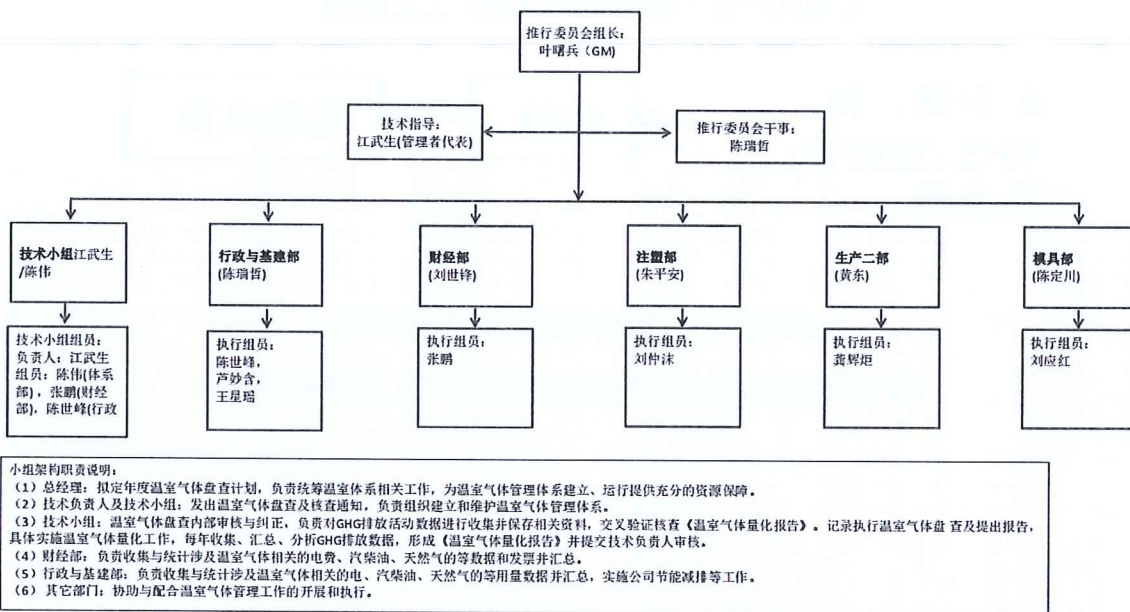 推行委员会组长：
叶曙兵（GM)
技术指导：
江武生(管理者代表)
推行委员会干事：
陈瑞哲
技术小组江武生
/陈伟
行政与基建部
(陈瑞哲)
财经部
(刘世锋)
注塑部
(朱平安)
生产二部
(黄东)
模具部
(陈定川)
技术小组组员：
负责人：江武生
组员：陈伟(体系
部)，张鹏(财经
部)，陈世峰(行政
执行组员：
陈世峰，
芦妙含，
王星瑶
执行组员：
张鹏
执行组员：
刘仲沫
执行组员：
龚辉炬
执行组员：
刘应红
小组架构职责说明：
（1）总经理：拟定年度温室气体盘查计划，负责统筹温室体系相关工作，为温室气体管理体系建立、运行提供充分的资源保障。
（2）技术负责人及技术小组：发出温室气体盘查及核查通知，负责组织建立和维护温室气体管理体系。
（3）技术小组：温室气体盘查内部审核与纠正，负责对GHG排放活动数据进行收集并保存相关资料，交叉验证核查《温室气体量化报告》。记录执行温室气体盘 查及提出报告，
具体实施温室气体量化工作，每年收集、汇总、分析GHG排放数据，形成《温室气体量化报告》并提交技术负责人审核。
（4）财经部：负责收集与统计涉及温室气体相关的电费、汽柴油、天然气的等数据和发票并汇总。
（5）行政与基建部：负责收集与统计涉及温室气体相关的电、汽柴油、天然气的等用量数据并汇总，实施公司节能减排等工作。
（6） 其它部门：协助与配合温室气体管理工作的开展和执行。